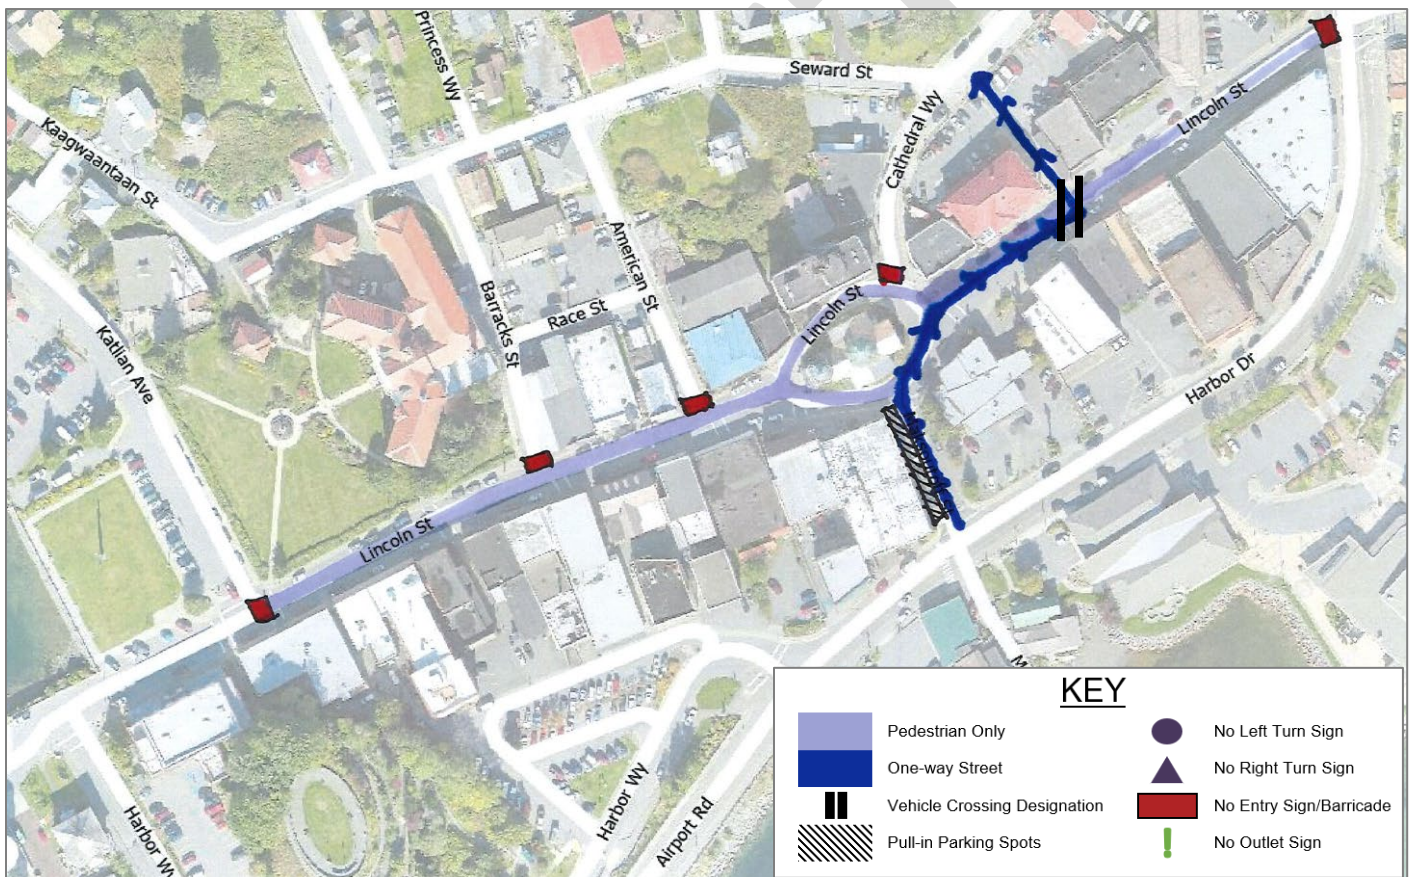 Princess Wy
Seward St
Lincoln St
Kaagwaantaan St
Cathedral Wy
American St
Barracks St
Race St
Lincoln St
Katlian Ave
Harbor Dr
Lincoln St
M
Harbor Wy
Harbor Wy
Airport Rd
KEY
Pedestrian Only
No Left Turn Sign
One-way Street
No Right Turn Sign
Vehicle Crossing Designation
No Entry Sign/Barricade
Pull-in Parking Spots
No Outlet Sign